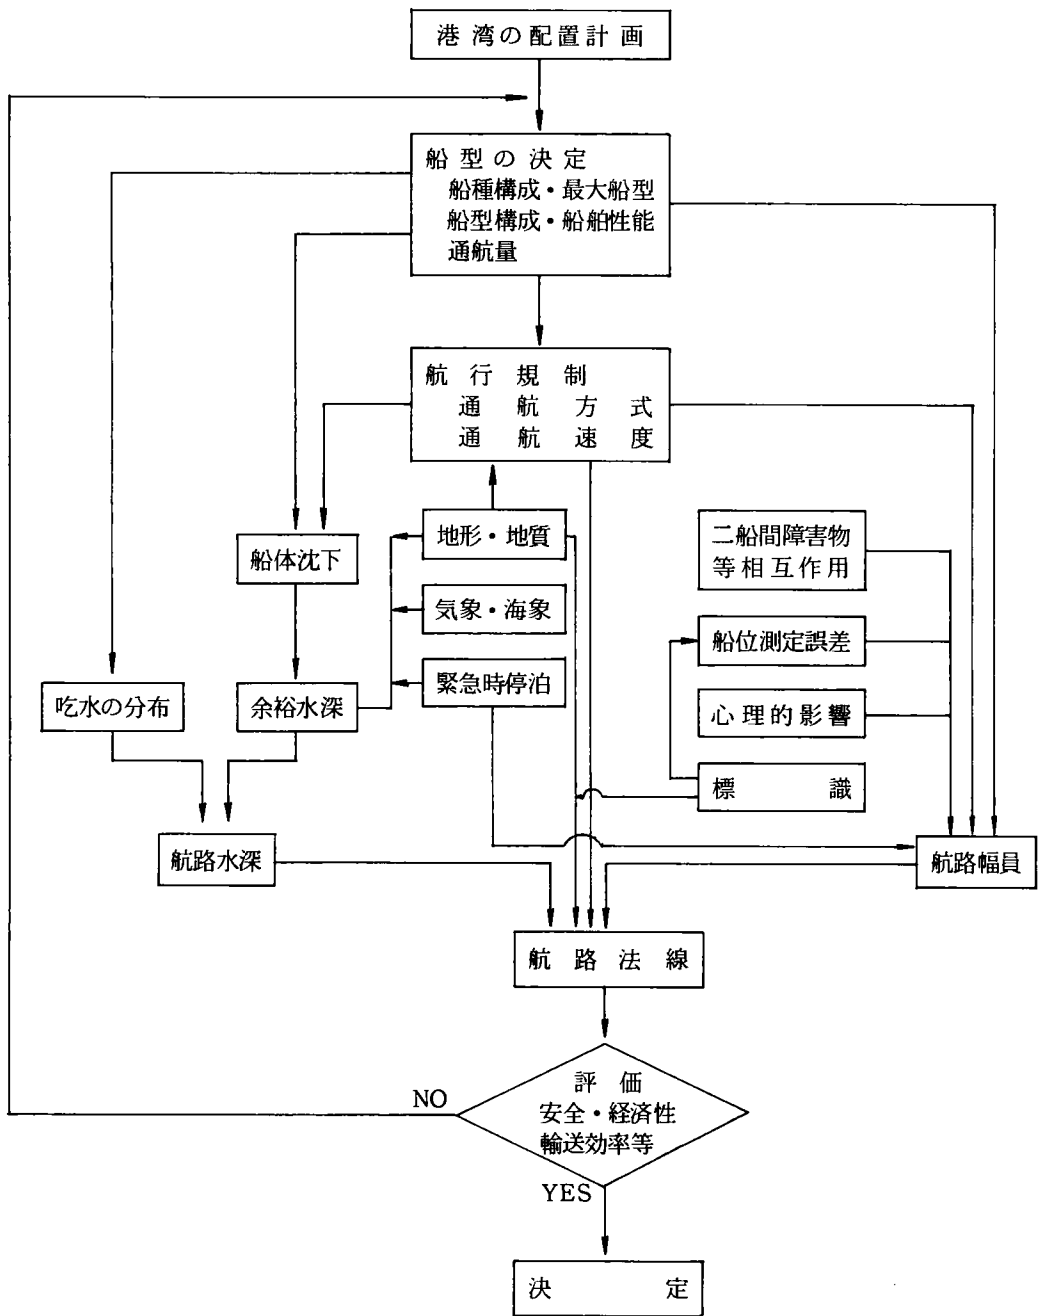 港湾の配置計画
船型の決定
船種構成・最大船型
船型構成・船舶性能
通航量
航行規制
通航方式
通航速度
地形・地質
二船間障害物
等相互作用
船体沈下
気象・海象
船位測定誤差
緊急時停泊
吃水の分布
余裕水深
心理的影響
標識
航路水深
航路幅員
航路法線
評価
安全・経済性
輸送効率等
NO
YES
決定